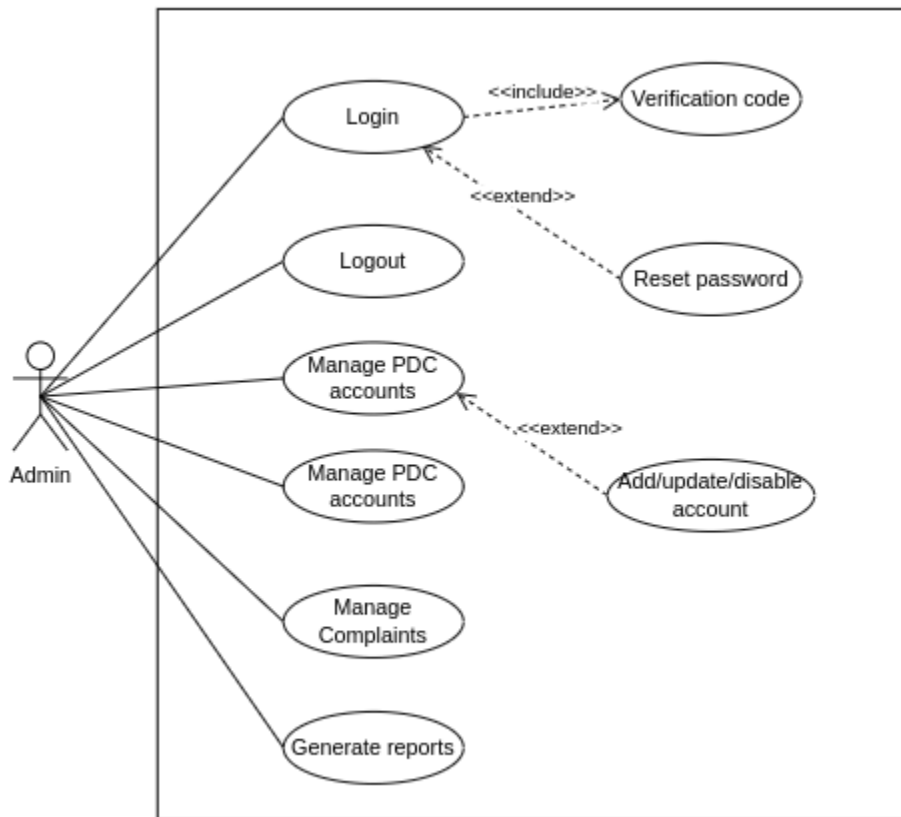 <<include>>
Verification code
Login
<<extend>>
Logout
Reset password
Manage PDC
accounts
<<extend>>
Admin
Manage PDC
accounts
Add/update/disable
account
Manage
Complaints
Generate reports